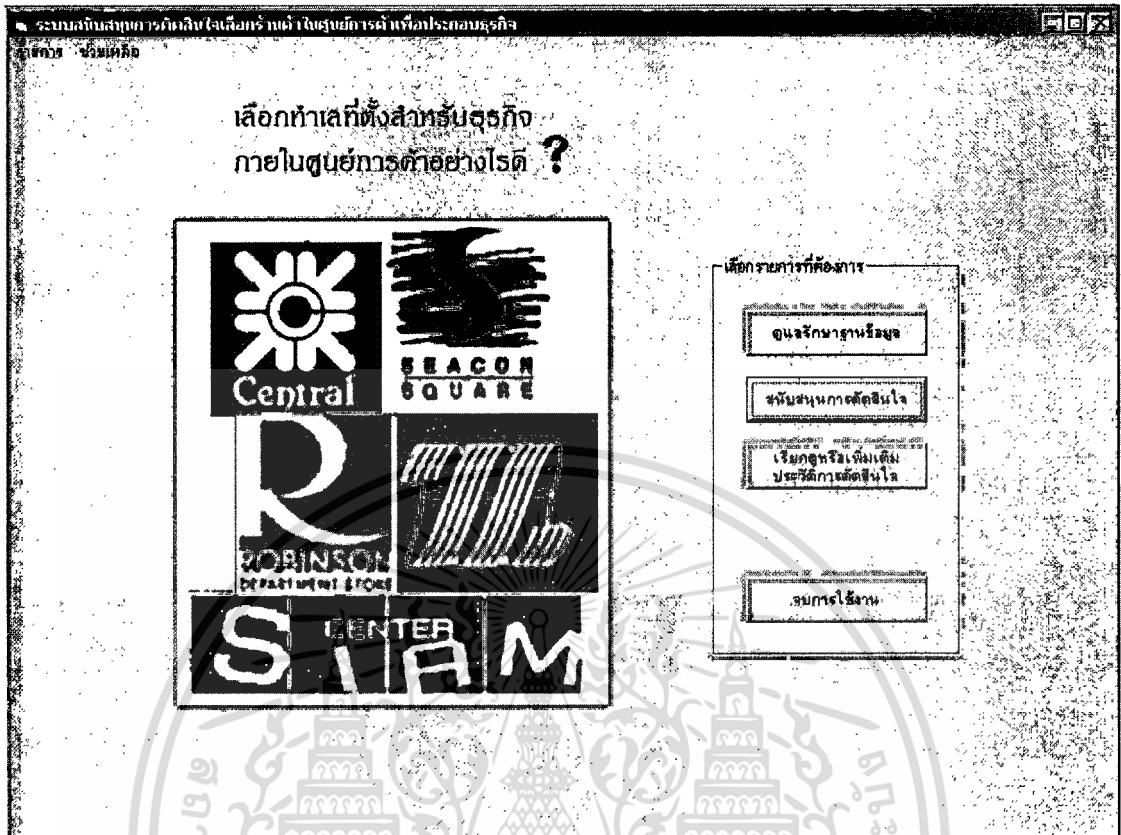 ระบบสนับสนุนการตัดสินใจเลือกร้านค้าในศูนย์การค้าเพื่อประกอบธุรกิจ
รายการ ช่วยเหลือ
เลือกทำเลที่ตั้งสำหรับธุรกิจ
ภายในศูนย์การค้าอย่างไรดี ?
Central
SEACON
SQUARE
R
ROBINSON
DEPARTMENT STORE
CENTER
SIAM
เลือกรายการที่ต้องการ
ดูแลรักษาฐานข้อมูล
สนับสนุนการตัดสินใจ
เรียกดูหรือเพิ่มเติม
ประวัติการตัดสินใจ
จบการใช้งาน